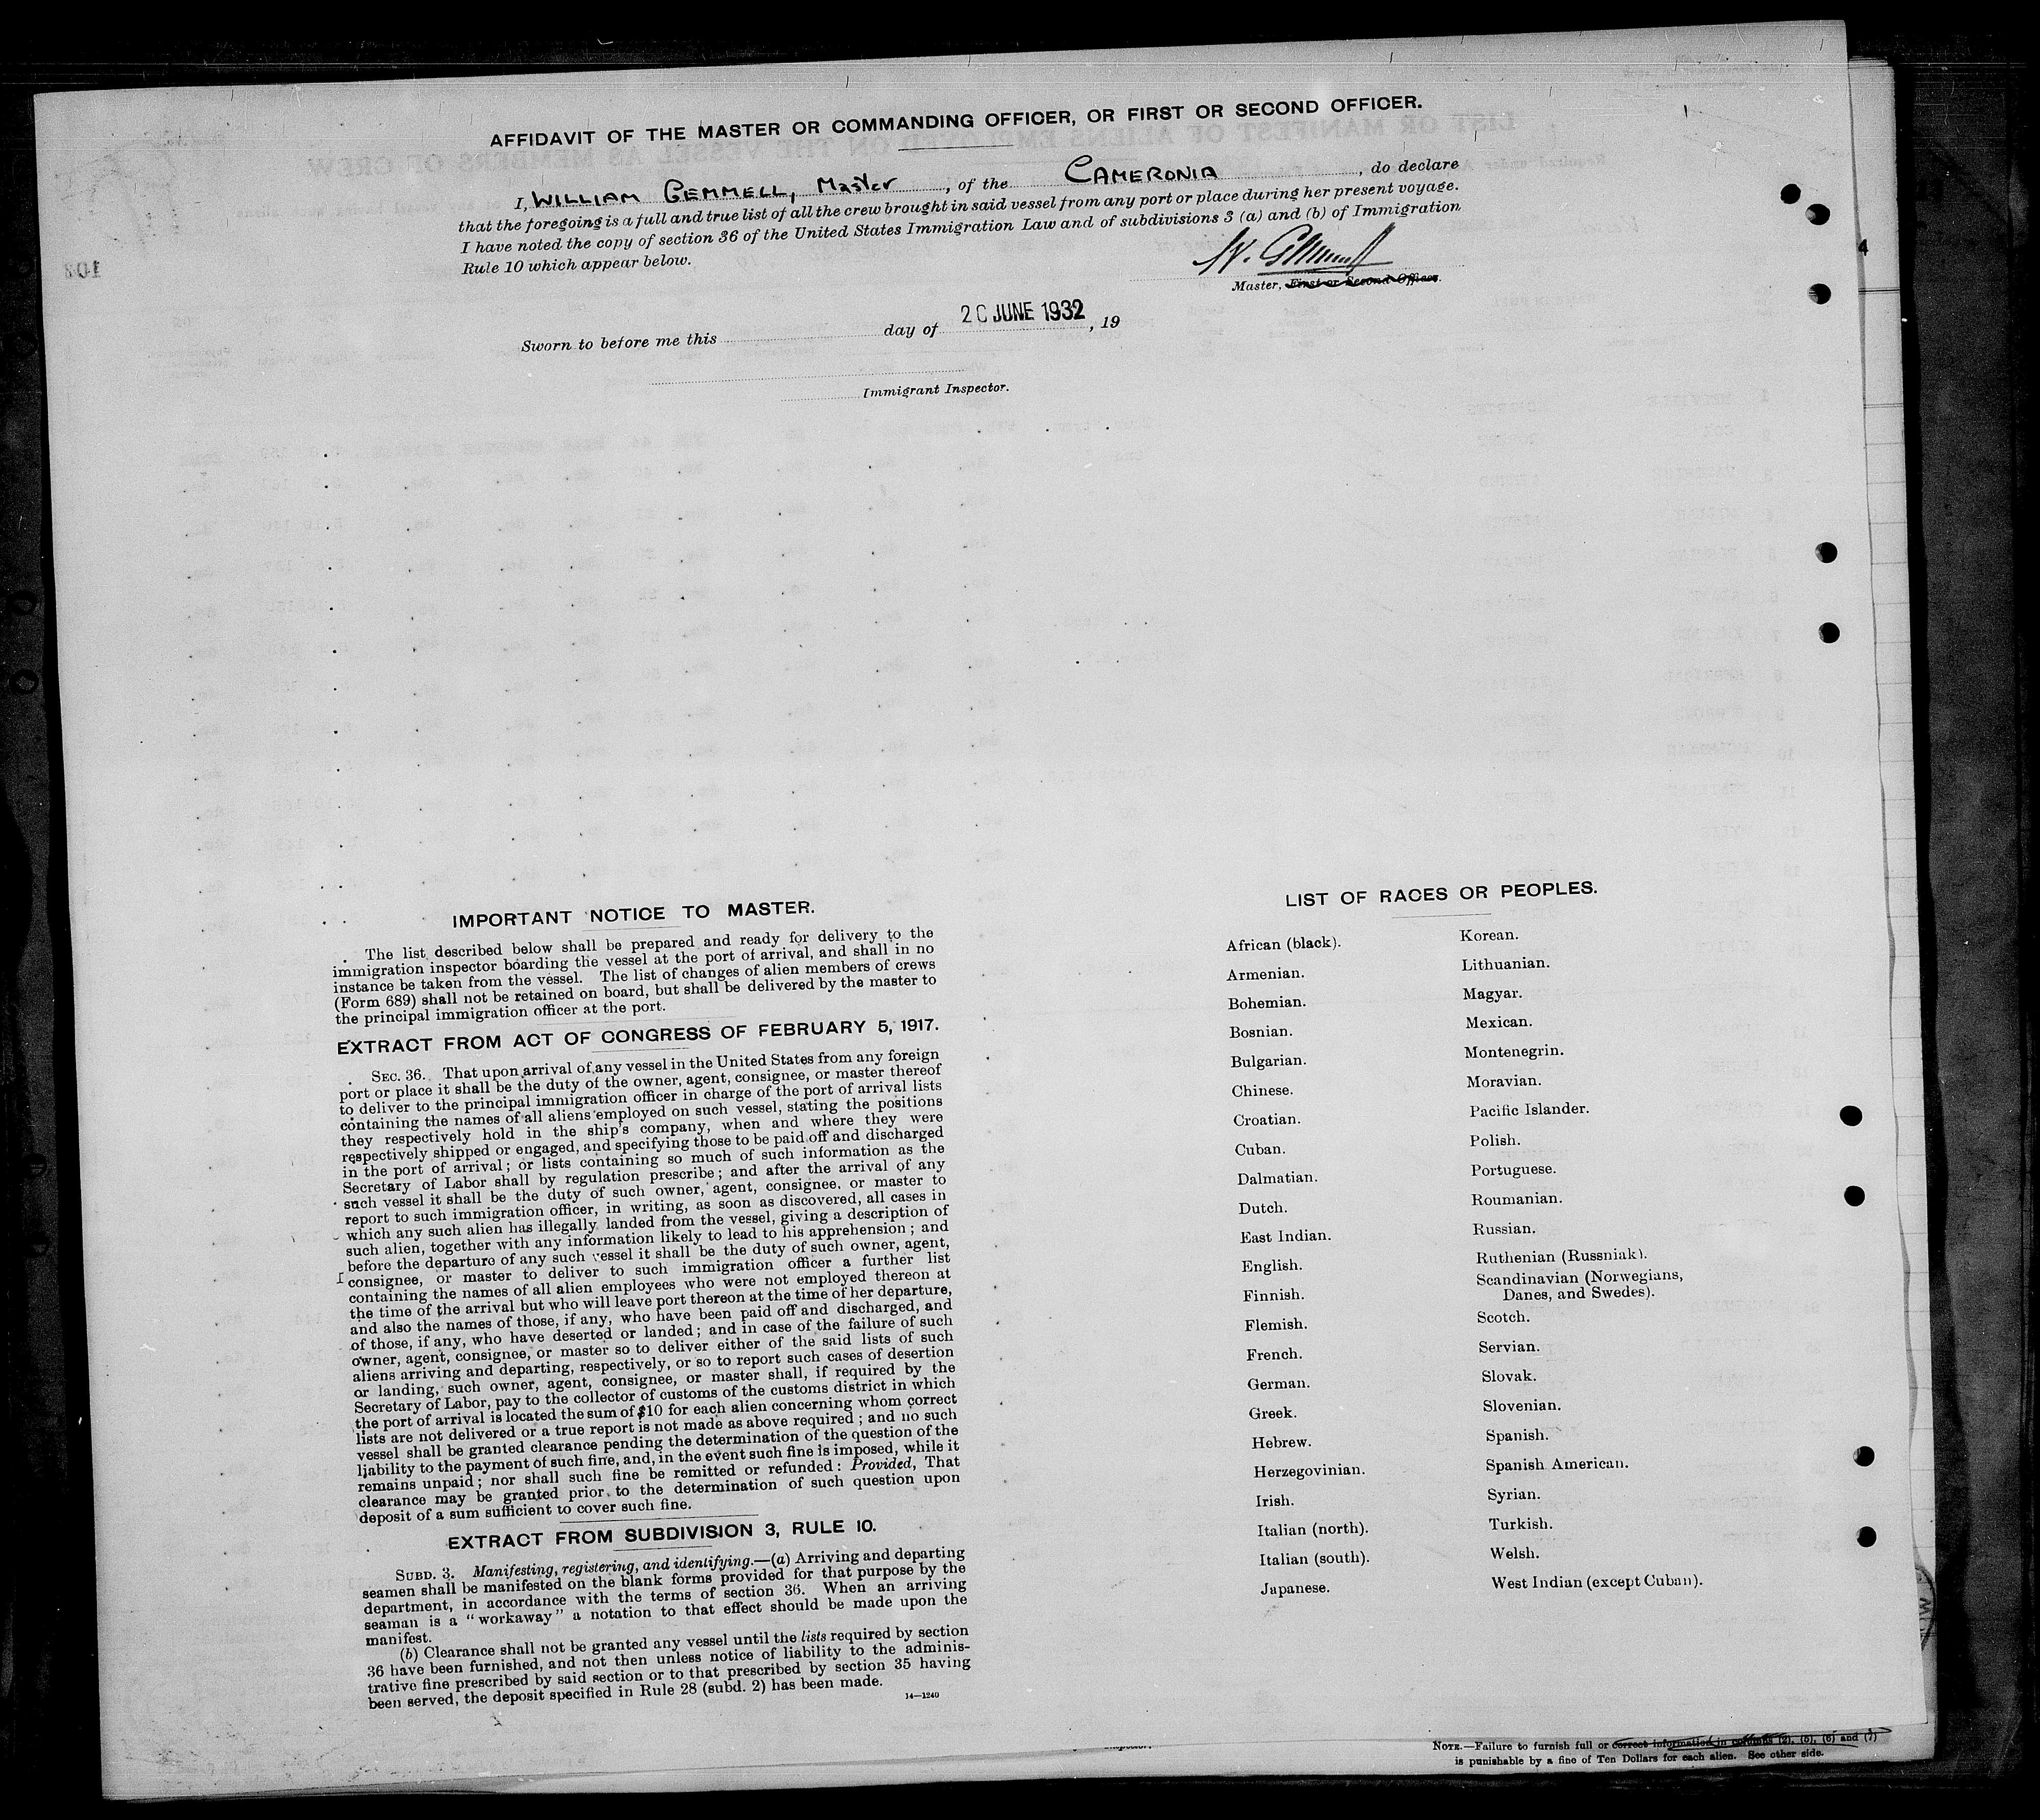 AFFIDAVIT OF THE MASTER OR COMMANDING OFFICER, OR FIRST OR SECOND OFFICER.
I, WILLIAM GEMMELL, Master, of the CAMERONIA, do declare
that the foregoing is a full and true list of all the crew brought in said vessel from any port or place during her present voyage.
I have noted the copy of section 36 of the United States Immigration Law and of subdivisions 3 (a) and (b) of Immigration
Rule 10 which appear below.
W. Gemmell
Master, First or Second Officer.
Sworn to before me this day of 20 JUNE 1932, 19
Immigrant Inspector.
IMPORTANT NOTICE TO MASTER.
The list described below shall be prepared and ready for delivery to the
immigration inspector boarding the vessel at the port of arrival, and shall in no
instance be taken from the vessel. The list of changes of alien members of crews
(Form 689) shall not be retained on board, but shall be delivered by the master to
the principal immigration officer at the port.
EXTRACT FROM ACT OF CONGRESS OF FEBRUARY 5, 1917.
SEC. 36. That upon arrival of any vessel in the United States from any foreign
port or place it shall be the duty of the owner, agent, consignee, or master thereof
to deliver to the principal immigration officer in charge of the port of arrival lists
containing the names of all aliens employed on such vessel, stating the positions
they respectively hold in the ship's company, when and where they were
respectively shipped or engaged, and specifying those to be paid off and discharged
in the port of arrival; or lists containing so much of such information as the
Secretary of Labor shall by regulation prescribe; and after the arrival of any
such vessel it shall be the duty of such owner, agent, consignee, or master to
report to such immigration officer, in writing, as soon as discovered, all cases in
which any such alien has illegally landed from the vessel, giving a description of
such alien, together with any information likely to lead to his apprehension; and
before the departure of any such vessel it shall be the duty of such owner, agent,
consignee, or master to deliver to such immigration officer a further list
containing the names of all alien employees who were not employed thereon at
the time of the arrival but who will leave port thereon at the time of her departure,
and also the names of those, if any, who have been paid off and discharged, and
of those, if any, who have deserted or landed; and in case of the failure of such
owner, agent, consignee, or master so to deliver either of the said lists of such
aliens arriving and departing, respectively, or so to report such cases of desertion
or landing, such owner, agent, consignee, or master shall, if required by the
Secretary of Labor, pay to the collector of customs of the customs district in which
the port of arrival is located the sum of $10 for each alien concerning whom correct
lists are not delivered or a true report is not made as above required; and no such
vessel shall be granted clearance pending the determination of the question of the
liability to the payment of such fine, and, in the event such fine is imposed, while it
remains unpaid; nor shall such fine be remitted or refunded: Provided, That
clearance may be granted prior to the determination of such question upon
deposit of a sum sufficient to cover such fine.
EXTRACT FROM SUBDIVISION 3, RULE 10.
SUBD. 3. Manifesting, registering, and identifying.—(a) Arriving and departing
seamen shall be manifested on the blank forms provided for that purpose by the
department, in accordance with the terms of section 36. When an arriving
seaman is a "workaway" a notation to that effect should be made upon the
manifest.
(b) Clearance shall not be granted any vessel until the lists required by section
36 have been furnished, and not then unless notice of liability to the adminis-
trative fine prescribed by said section or to that prescribed by section 35 having
been served, the deposit specified in Rule 28 (subd. 2) has been made.
14—1240
LIST OF RACES OR PEOPLES.
African (black).
Armenian.
Bohemian.
Bosnian.
Bulgarian.
Chinese.
Croatian.
Cuban.
Dalmatian.
Dutch.
East Indian.
English.
Finnish.
Flemish.
French.
German.
Greek.
Hebrew.
Herzegovinian.
Irish.
Italian (north).
Italian (south).
Japanese.
Korean.
Lithuanian.
Magyar.
Mexican.
Montenegrin.
Moravian.
Pacific Islander.
Polish.
Portuguese.
Roumanian.
Russian.
Ruthenian (Russniak).
Scandinavian (Norwegians,
Danes, and Swedes).
Scotch.
Servian.
Slovak.
Slovenian.
Spanish.
Spanish American.
Syrian.
Turkish.
Welsh.
West Indian (except Cuban).
4
NOTE.—Failure to furnish full or correct information in columns (2), (5), (6) and (7)
is punishable by a fine of Ten Dollars for each alien. See other side.